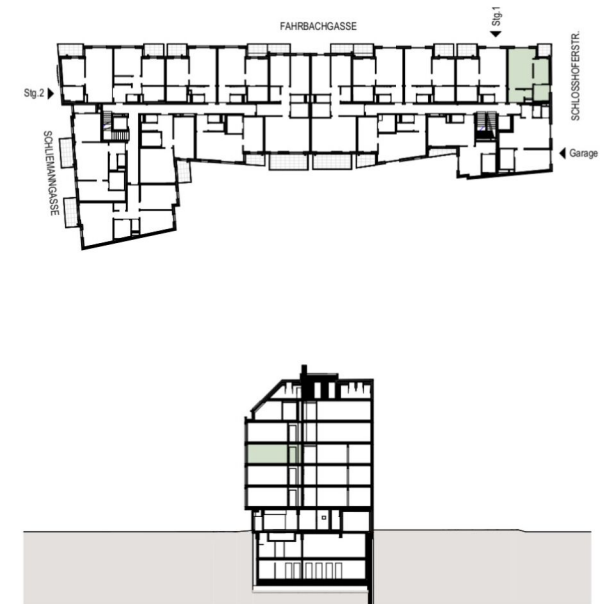 Stg.1
FAHRBACHGASSE
SCHLOSSHOFERSTR.
Stg.2
SCHLIEMANNGASSE
Garage